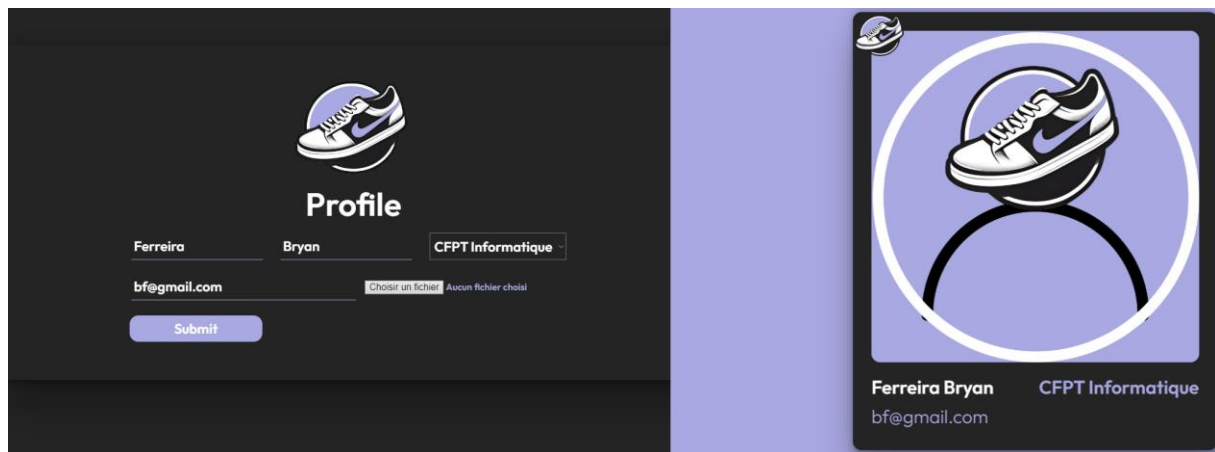 Profile
Ferreira Bryan CFPT Informatique
bf@gmail.com Choisir un fichier Aucun fichier choisi
Submit
Ferreira Bryan CFPT Informatique
bf@gmail.com